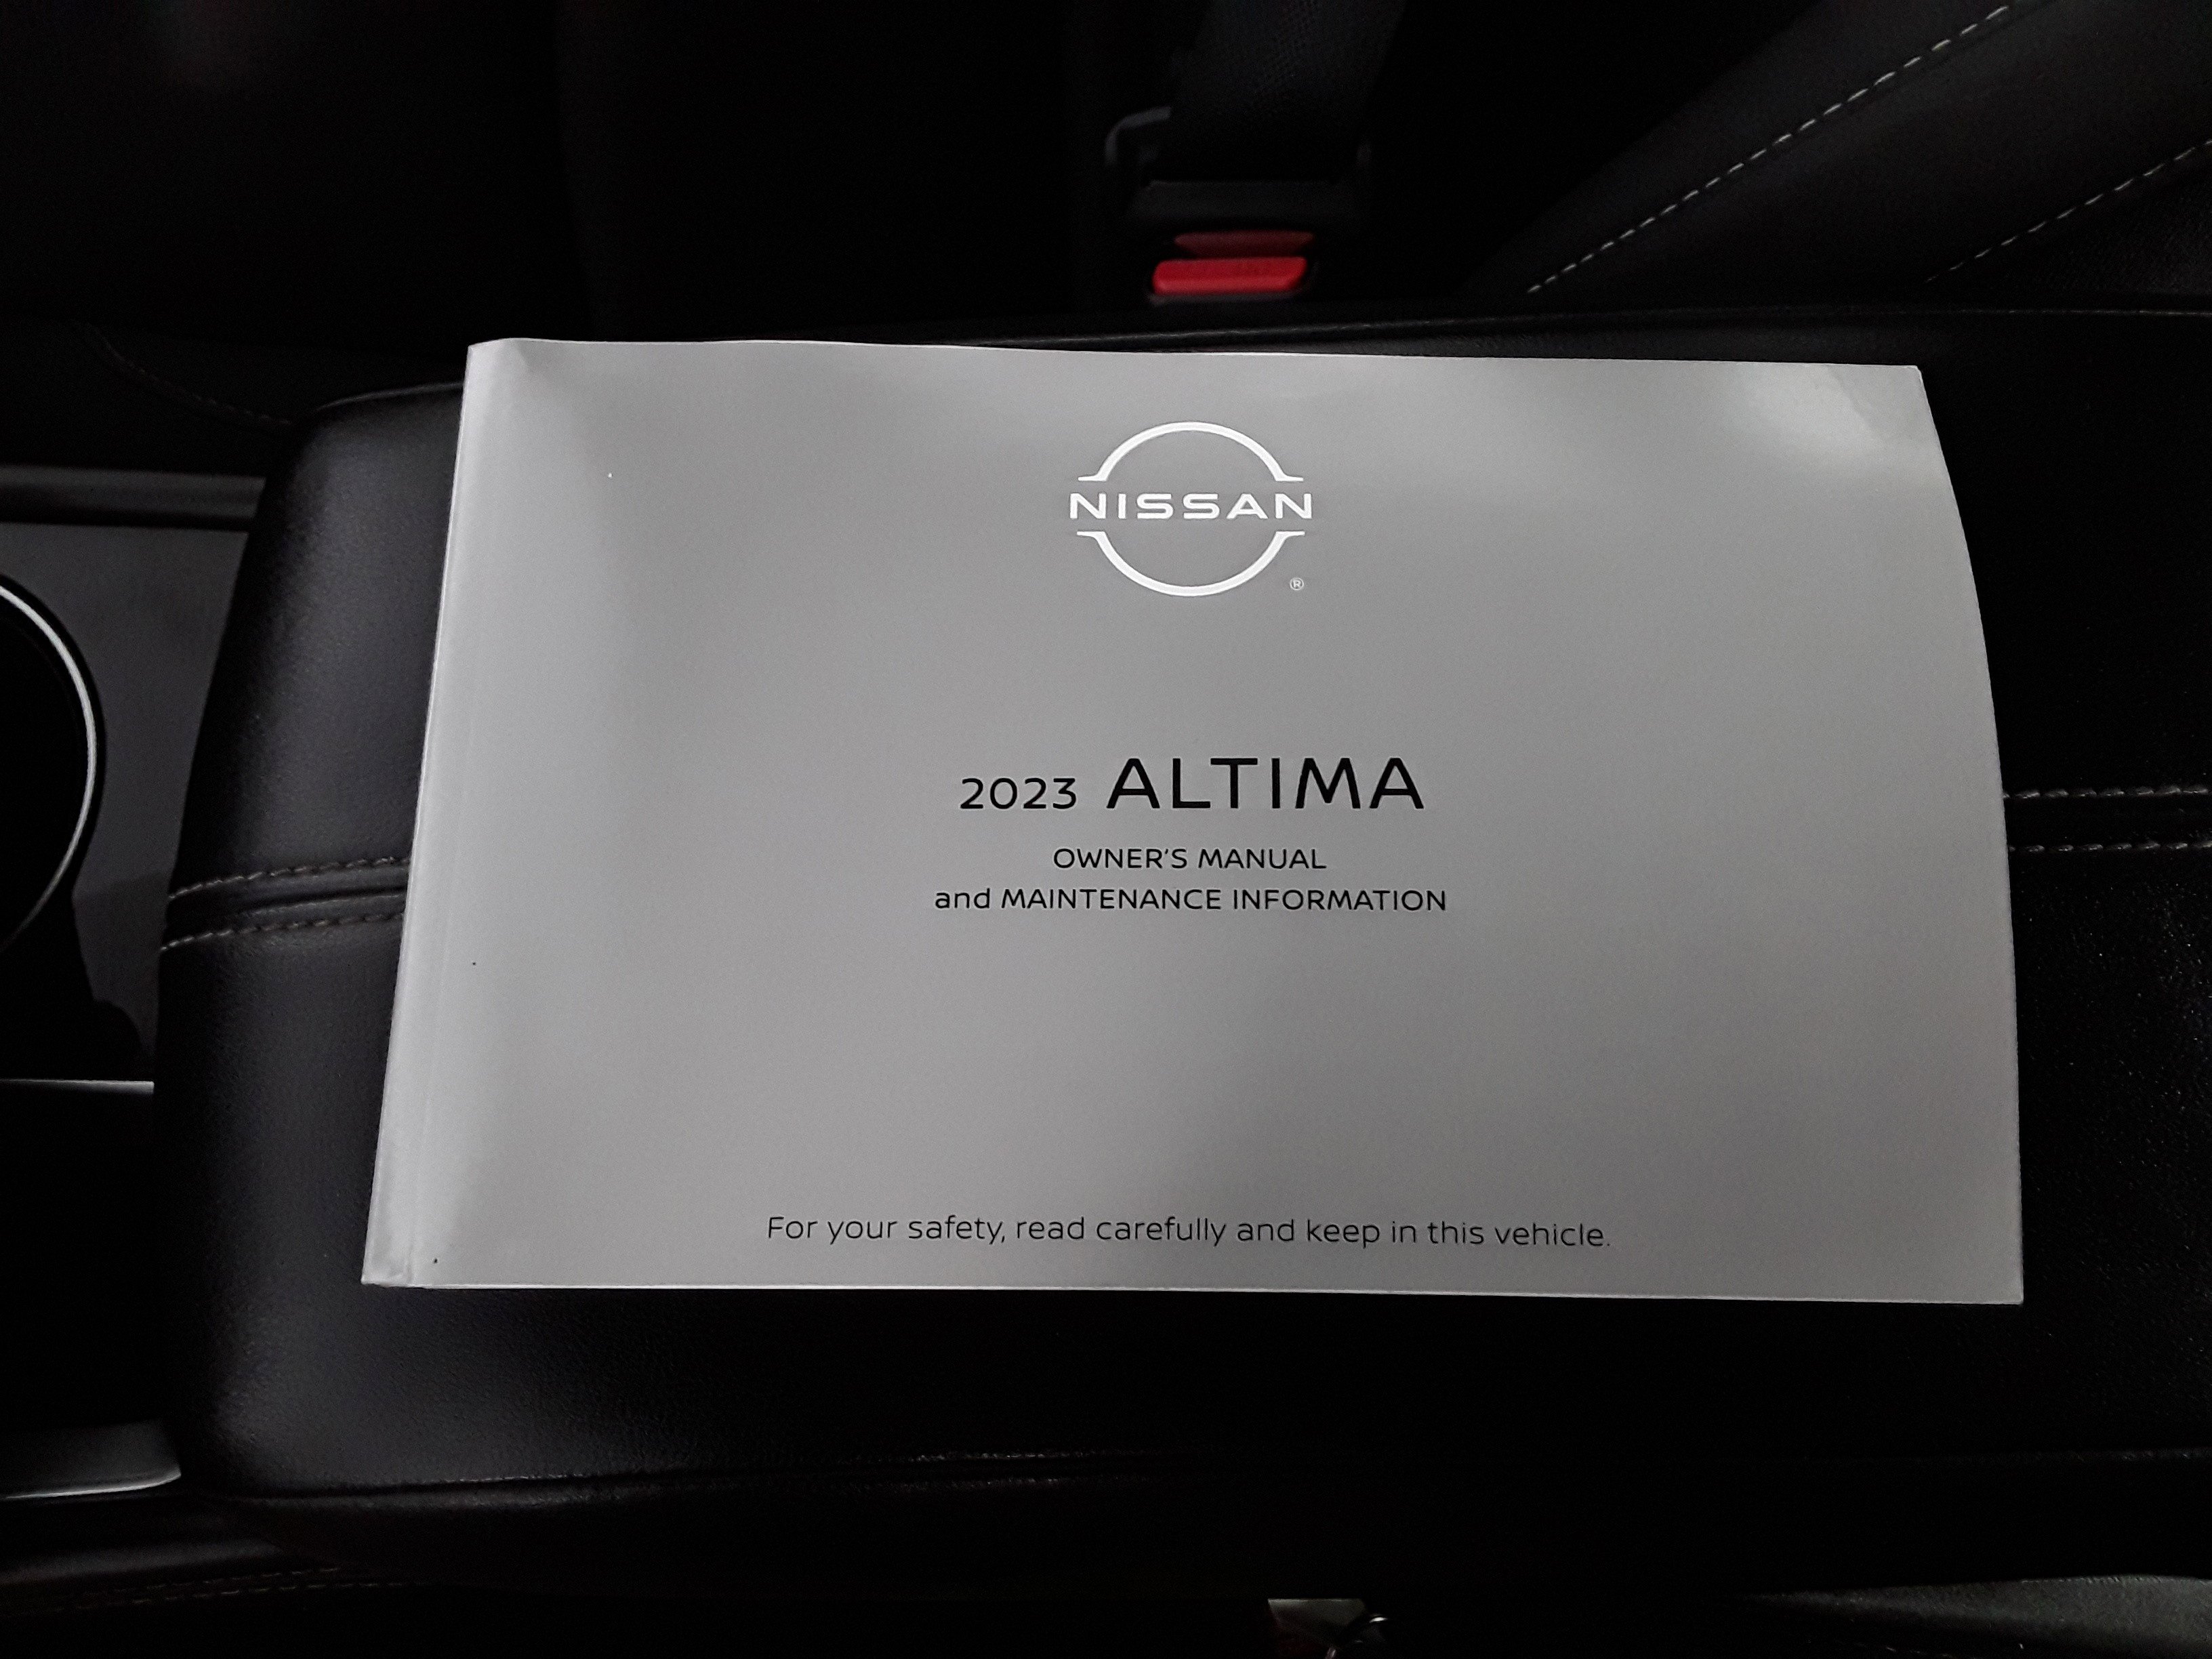 NISSAN
®
2023 ALTIMA
OWNER'S MANUAL
and MAINTENANCE INFORMATION
For your safety, read carefully and keep in this vehicle.